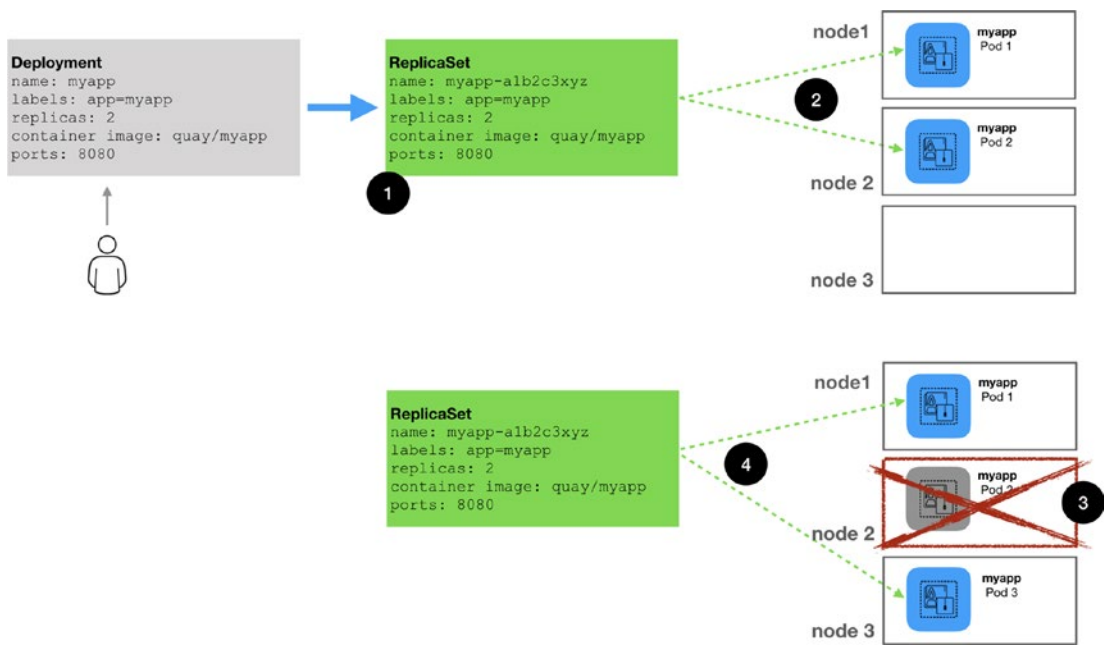 Deployment
name: myapp
labels: app=myapp
replicas: 2
container image: quay/myapp
ports: 8080
ReplicaSet
name: myapp-a1b2c3xyz
labels: app=myapp
replicas: 2
container image: quay/myapp
ports: 8080
1
2
node1
myapp
Pod 1
node 2
myapp
Pod 2
node 3
ReplicaSet
name: myapp-a1b2c3xyz
labels: app=myapp
replicas: 2
container image: quay/myapp
ports: 8080
4
node1
myapp
Pod 1
node 2
myapp
Pod 2
3
node 3
myapp
Pod 3